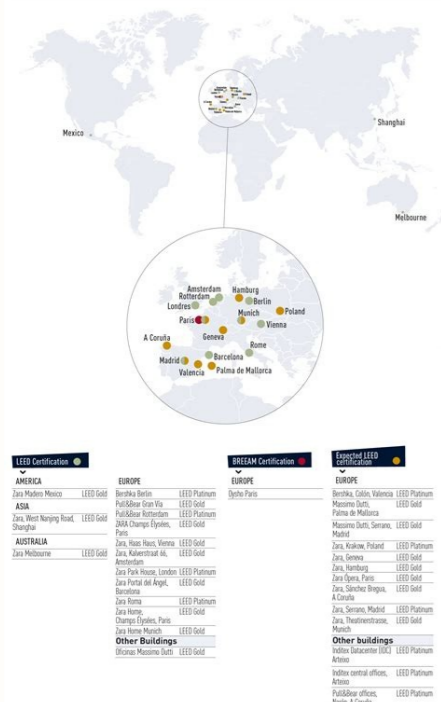 Mexico
Shanghai
Melbourne
Amsterdam
Rotterdam
Londres
Paris
Hamburg
Berlin
Munich
Poland
Vienna
Geneva
A Coruña
Rome
Madrid
Barcelona
Valencia
Palma de Mallorca
LEED Certification
AMERICA
Zara Madero Mexico LEED Gold
ASIA
Zara, West Nanjing Road, LEED Gold
Shanghai
AUSTRALIA
Zara Melbourne LEED Gold
EUROPE
Bershka Berlin LEED Platinum
Pull&Bear Gran Vía LEED Gold
Pull&Bear Rotterdam LEED Platinum
ZARA Champs Élysées, LEED Gold
Paris
Zara, Haas Haus, Vienna LEED Gold
Zara, Kalverstraat 66, LEED Gold
Amsterdam
Zara Park House, London LEED Platinum
Zara Portal del Ángel, LEED Gold
Barcelona
Zara Roma LEED Platinum
Zara Home, LEED Gold
Champs Élysées, Paris
Zara Home Munich LEED Gold
Other Buildings
Oficinas Massimo Dutti LEED Gold
BREEAM Certification
EUROPE
Oysho Paris
Expected LEED
certification
EUROPE
Bershka, Colón, Valencia LEED Platinum
Massimo Dutti, LEED Gold
Palma de Mallorca
Massimo Dutti, Serrano, LEED Gold
Madrid
Zara, Krakow, Poland LEED Platinum
Zara, Geneva LEED Gold
Zara, Hamburg LEED Gold
Zara Ópera, Paris LEED Gold
Zara, Sánchez Bregua, LEED Gold
A Coruña
Zara, Serrano, Madrid LEED Platinum
Zara, Theatinerstrasse, LEED Gold
Munich
Other buildings
Inditex Datacenter (IDC) LEED Platinum
Arteixo
Inditex central offices, LEED Platinum
Arteixo
Pull&Bear offices, LEED Platinum
Narón, A Coruña